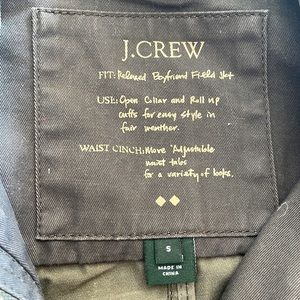 J.CREW
FIT: Relaxed Boyfriend Field Jkt
USE: Open Collar and Roll up
cuffs for easy style in
fair weather.
WAIST CINCH: Move Adjustable
waist tabs
for a variety of looks.
S
MADE IN
CHINA